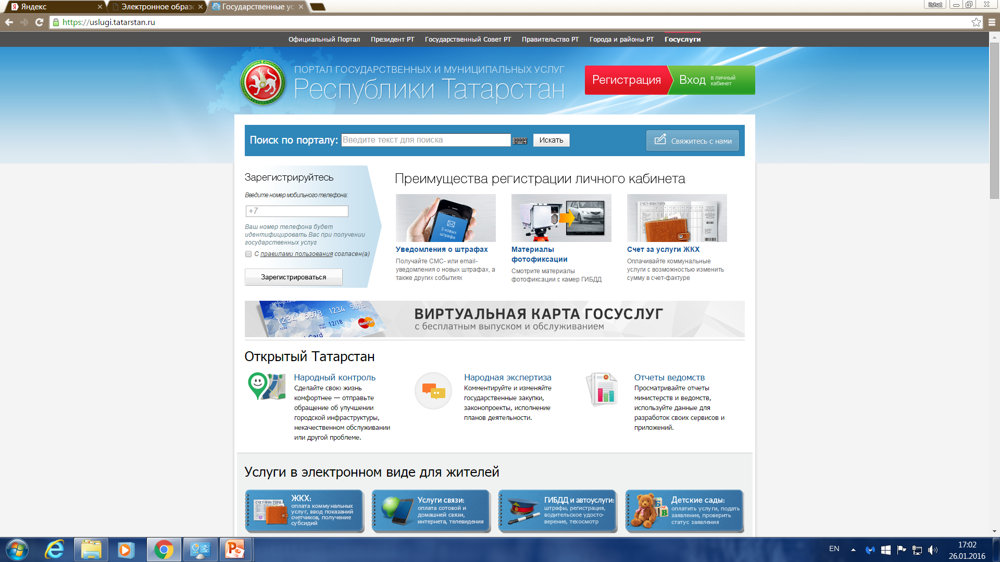 Яндекс
Электронное образо
Государственные ус
ilshat
https://uslugi.tatarstan.ru
Официальный Портал Президент РТ Государственный Совет РТ Правительство РТ Города и районы РТ Госуслуги
ПОРТАЛ ГОСУДАРСТВЕННЫХ И МУНИЦИПАЛЬНЫХ УСЛУГ
Республики Татарстан
ТАТАРСТАН
Регистрация
Вход в личный
кабинет
Поиск по порталу: Введите текст для поиска Искать
Свяжитесь с нами
Зарегистрируйтесь
Введите номер мобильного телефона:
+7
Ваш номер телефона будет
идентифицировать Вас при получении
государственных услуг
С правилами пользования согласен(а)
Зарегистрироваться
Преимущества регистрации личного кабинета
3 новых
штрафа
Уведомления о штрафах
Получайте СМС- или email-
уведомления о новых штрафах, а
также других событиях
Материалы
фотофиксации
Смотрите материалы
фотофиксации с камер ГИБДД
СЧЕТ-ФАКТУРА
Счет за услуги ЖКХ
Оплачивайте коммунальные
услуги с возможностью изменить
сумму в счет-фактуре
1234 5678 1234 5678
1234
12/18
MasterCard
Card
ВИРТУАЛЬНАЯ КАРТА ГОСУСЛУГ
с бесплатным выпуском и обслуживанием
Открытый Татарстан
Народный контроль
Сделайте свою жизнь
комфортнее — отправьте
обращение об улучшении
городской инфраструктуры,
некачественном обслуживании
или другой проблеме.
Народная экспертиза
Комментируйте и изменяйте
государственные закупки,
законопроекты, исполнение
планов деятельности.
Отчеты ведомств
Просматривайте отчеты
министерств и ведомств,
используйте данные для
разработок своих сервисов и
приложений.
Услуги в электронном виде для жителей
СЧЕТ-ФАКТУРА
ЖКХ:
оплата коммунальных
услуг, ввод показаний
счетчиков, получение
субсидий
Услуги связи:
оплата сотовой и
домашней связи,
интернета, телевидения
ГИБДД и автоуслуги:
штрафы, регистрация,
водительское удосто-
верение, техосмотр
Детские сады:
оплатить услуги, подать
заявление, проверить
статус заявления
EN
17:02
26.01.2016